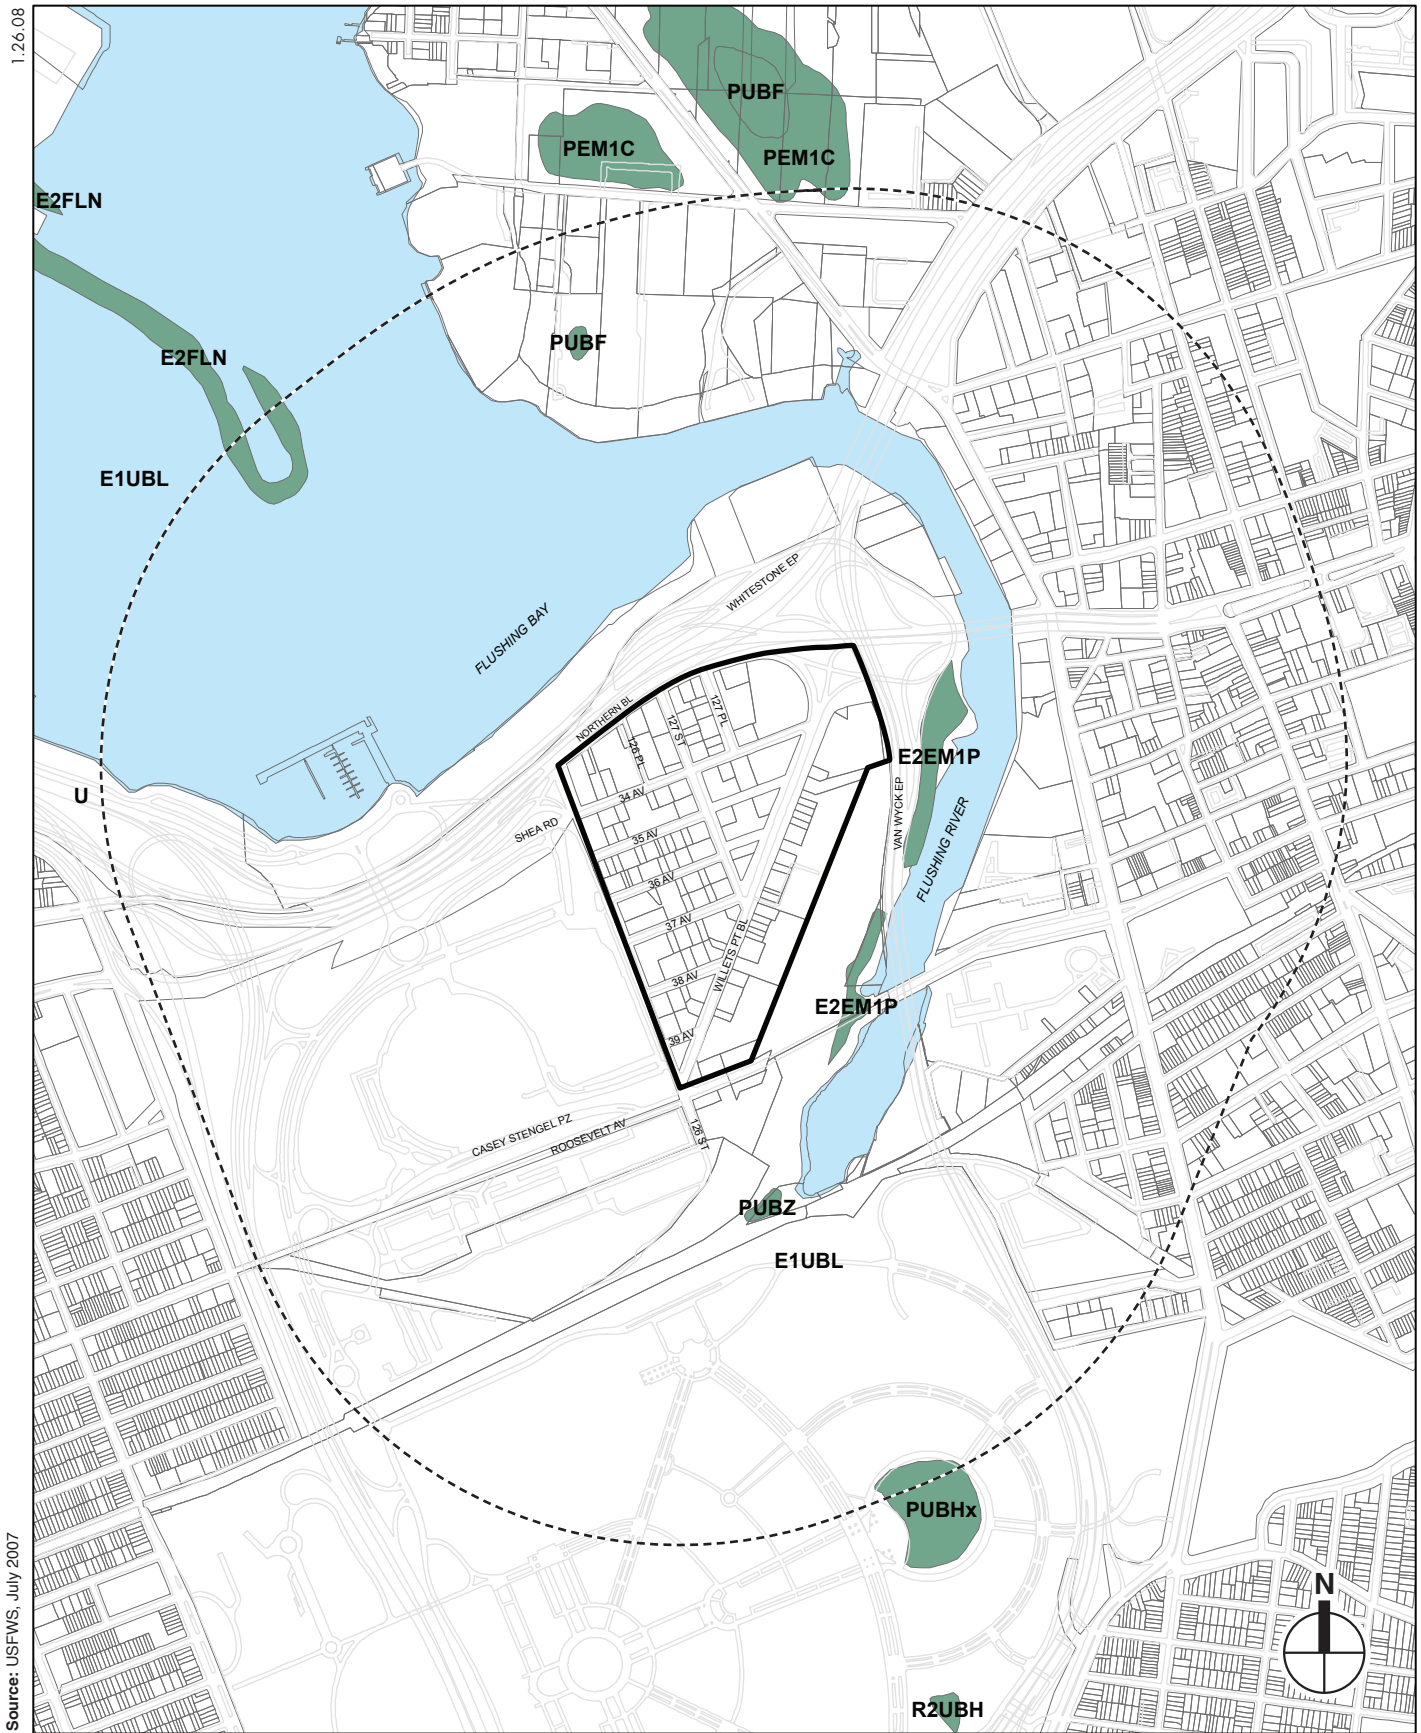 1.26.08
PUBF
PEM1C
PEM1C
E2FLN
PUBF
E2FLN
E1UBL
WHITESTONE EP
FLUSHING BAY
NORTHERN BL
127 PL
127 ST
126 PL
E2EM1P
U
34 AV
SHEA RD
VAN WYCK EP
35 AV
FLUSHING RIVER
36 AV
37 AV
WILLETS PT BL
38 AV
E2EM1P
39 AV
CASEY STENGEL PZ
ROOSEVELT AV
126 ST
PUBZ
E1UBL
PUBHx
N
R2UBH
Source: USFWS, July 2007